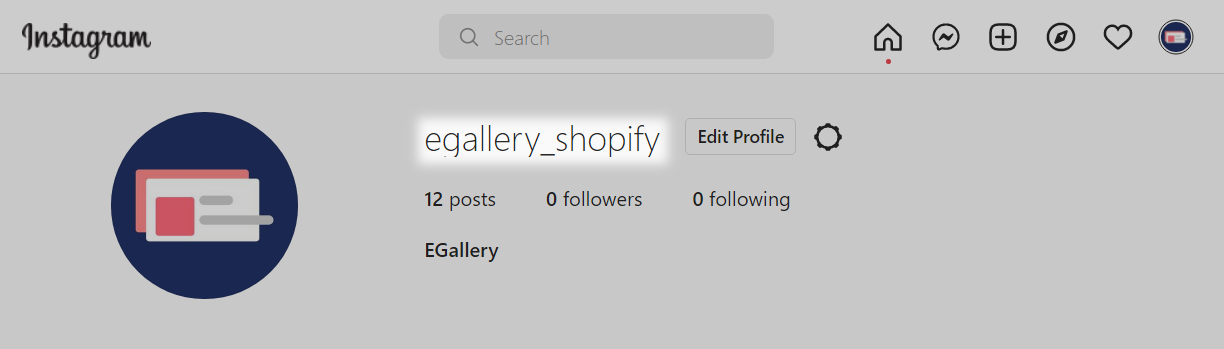 Instagram Search
egallery_shopify Edit Profile
12 posts 0 followers 0 following
EGallery